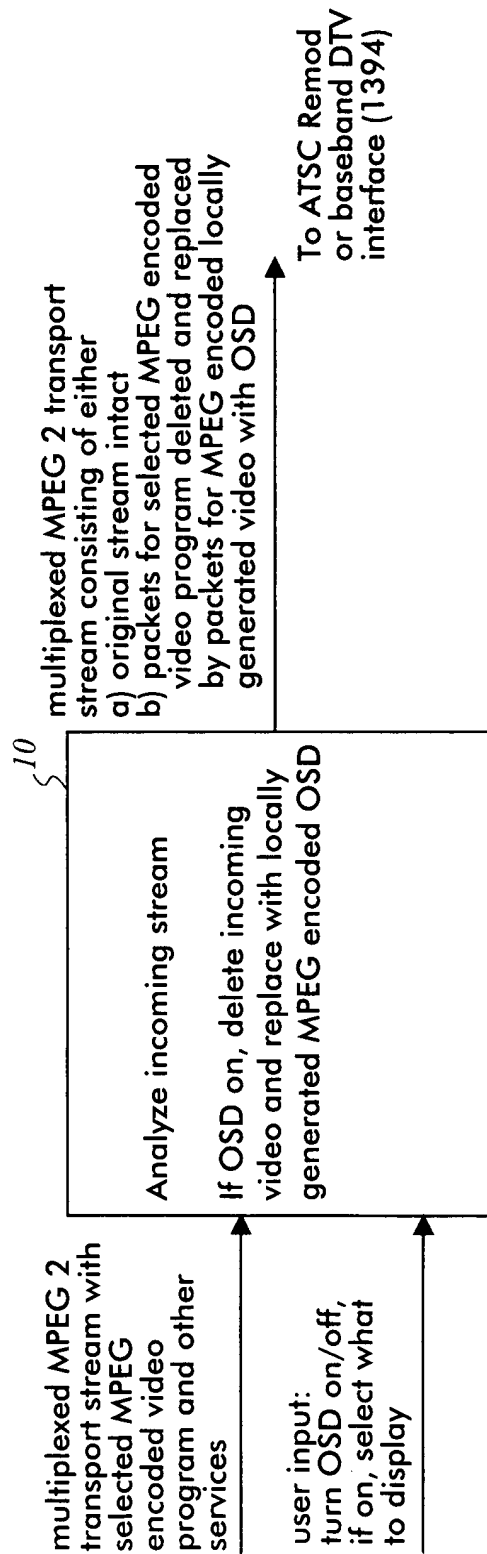 multiplexed MPEG 2
transport stream with
selected MPEG
encoded video
program and other
services
user input:
turn OSD on/off,
if on, select what
to display
10
Analyze incoming stream
If OSD on, delete incoming
video and replace with locally
generated MPEG encoded OSD
multiplexed MPEG 2 transport
stream consisting of either
a) original stream intact
b) packets for selected MPEG encoded
video program deleted and replaced
by packets for MPEG encoded locally
generated video with OSD
To ATSC Remod
or baseband DTV
interface (1394)